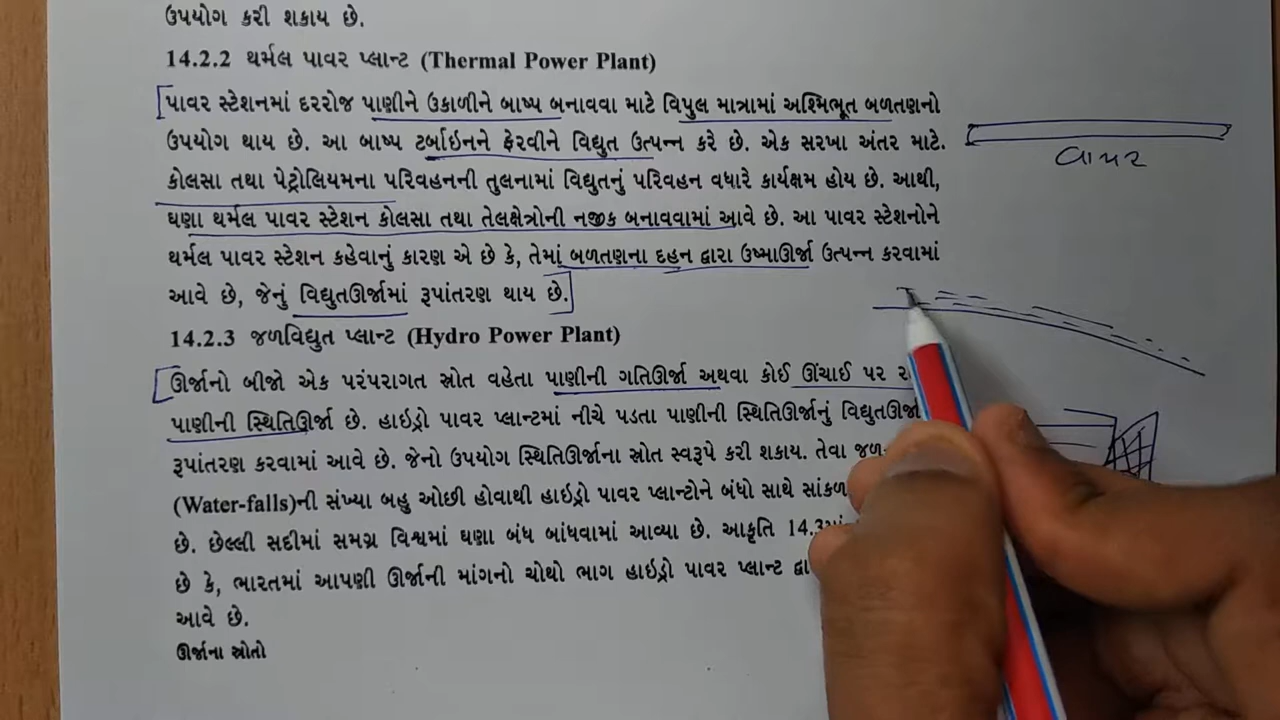 ઉપયોગ કરી શકાય છે.
14.2.2 થર્મલ પાવર પ્લાન્ટ (Thermal Power Plant)
પાવર સ્ટેશનમાં દરરોજ પાણીને ઉકાળીને બાષ્પ બનાવવા માટે વિપુલ માત્રામાં અશ્મિભૂત બળતણનો
ઉપયોગ થાય છે. આ બાષ્પ ટર્બાઇનને ફેરવીને વિદ્યુત ઉત્પન્ન કરે છે. એક સરખા અંતર માટે.
વાયર
કોલસા તથા પેટ્રોલિયમના પરિવહનની તુલનામાં વિદ્યુતનું પરિવહન વધારે કાર્યક્ષમ હોય છે. આથી,
ઘણા થર્મલ પાવર સ્ટેશન કોલસા તથા તેલક્ષેત્રોની નજીક બનાવવામાં આવે છે. આ પાવર સ્ટેશનોને
થર્મલ પાવર સ્ટેશન કહેવાનું કારણ એ છે કે, તેમાં બળતણના દહન દ્વારા ઉષ્માઊર્જા ઉત્પન્ન કરવામાં
આવે છે, જેનું વિદ્યુતઊર્જામાં રૂપાંતરણ થાય છે.
14.2.3 જળવિદ્યુત પ્લાન્ટ (Hydro Power Plant)
ઊર્જાનો બીજો એક પરંપરાગત સ્રોત વહેતા પાણીની ગતિઊર્જા અથવા કોઈ ઊંચાઈ પર
પાણીની સ્થિતિઊર્જા છે. હાઇડ્રો પાવર પ્લાન્ટમાં નીચે પડતા પાણીની સ્થિતિઊર્જાનું
રૂપાંતરણ કરવામાં આવે છે. જેનો ઉપયોગ સ્થિતિઊર્જાના સ્રોત સ્વરૂપે કરી શકાય. તેવા
(Water-falls)ની સંખ્યા બહુ ઓછી હોવાથી હાઇડ્રો પાવર પ્લાન્ટોને બંધો સાથે
છે. છેલ્લી સદીમાં સમગ્ર વિશ્વમાં ઘણા બંધ બાંધવામાં આવ્યા છે. આકૃતિ
છે કે, ભારતમાં આપણી ઊર્જાની માંગનો ચોથો ભાગ હાઇડ્રો પાવર પ્લાન્ટ
આવે છે.
ઊર્જાના સ્રોતો